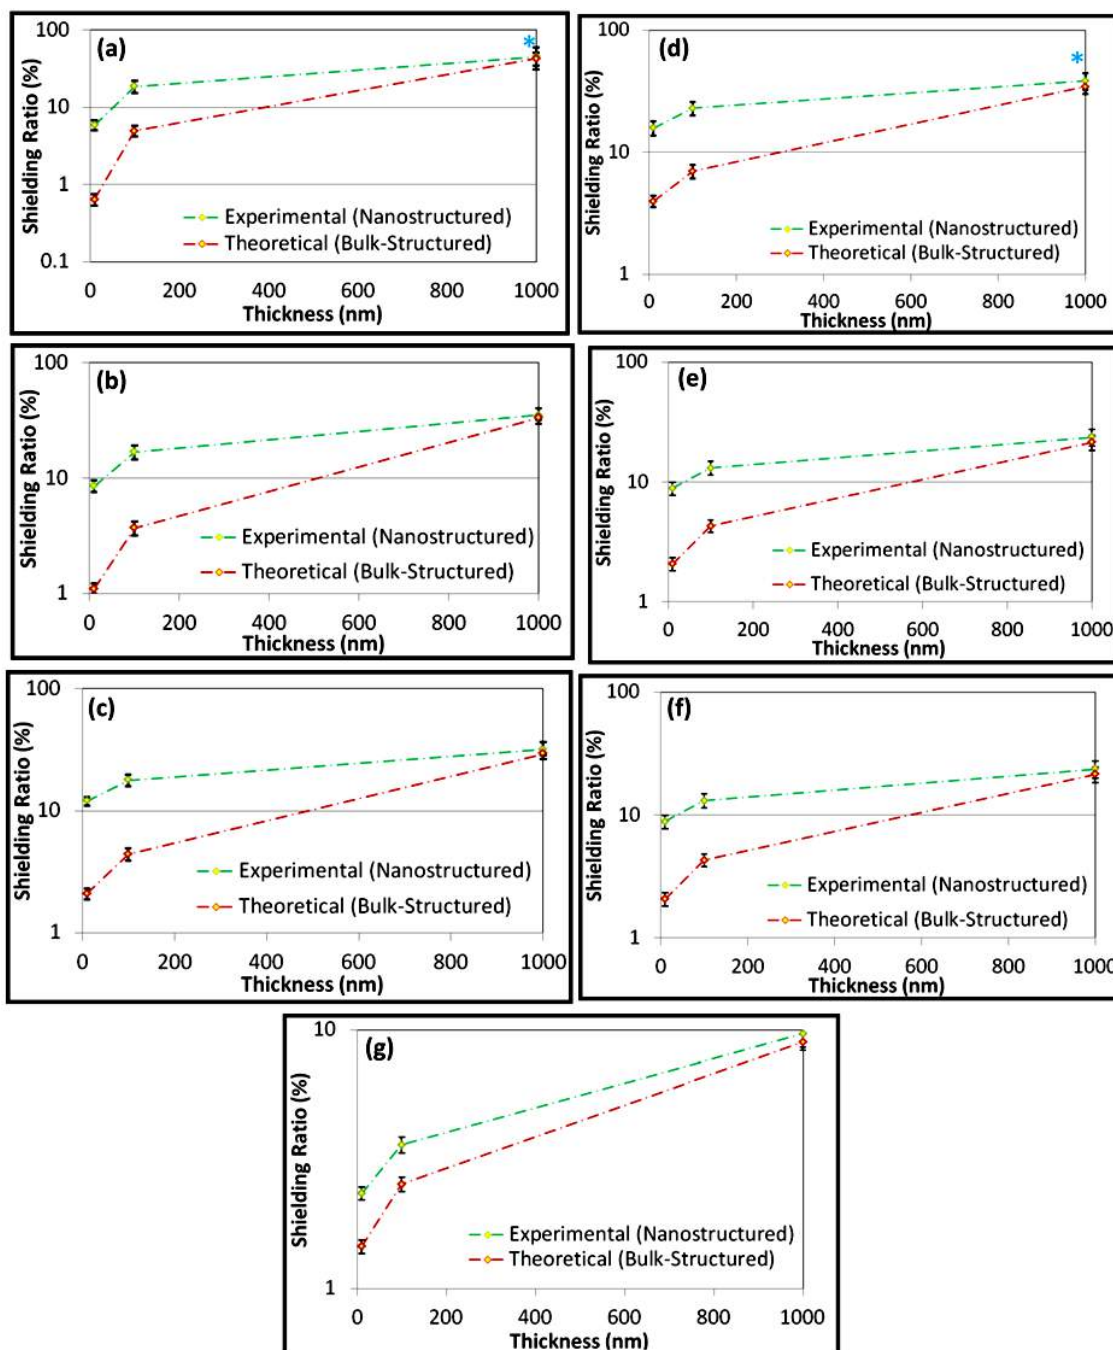 (a)
*
Shielding Ratio (%)
100
10
1
0.1
Experimental (Nanostructured)
Theoretical (Bulk-Structured)
0 200 400 600 800 1000
Thickness (nm)
(d)
*
Shielding Ratio (%)
100
10
1
Experimental (Nanostructured)
Theoretical (Bulk-Structured)
0 200 400 600 800 1000
Thickness (nm)
(b)
Shielding Ratio (%)
100
10
1
Experimental (Nanostructured)
Theoretical (Bulk-Structured)
0 200 400 600 800 1000
Thickness (nm)
(e)
Shielding Ratio (%)
100
10
1
Experimental (Nanostructured)
Theoretical (Bulk-Structured)
0 200 400 600 800 1000
Thickness (nm)
(c)
Shielding Ratio (%)
100
10
1
Experimental (Nanostructured)
Theoretical (Bulk-Structured)
0 200 400 600 800 1000
Thickness (nm)
(f)
Shielding Ratio (%)
100
10
1
Experimental (Nanostructured)
Theoretical (Bulk-Structured)
0 200 400 600 800 1000
Thickness (nm)
(g)
Shielding Ratio (%)
10
1
Experimental (Nanostructured)
Theoretical (Bulk-Structured)
0 200 400 600 800 1000
Thickness (nm)